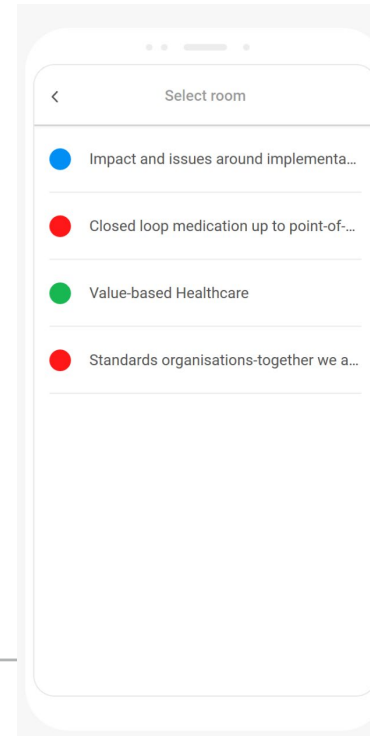 Select room
Impact and issues around implementa...
Closed loop medication up to point-of-...
Value-based Healthcare
Standards organisations-together we a...